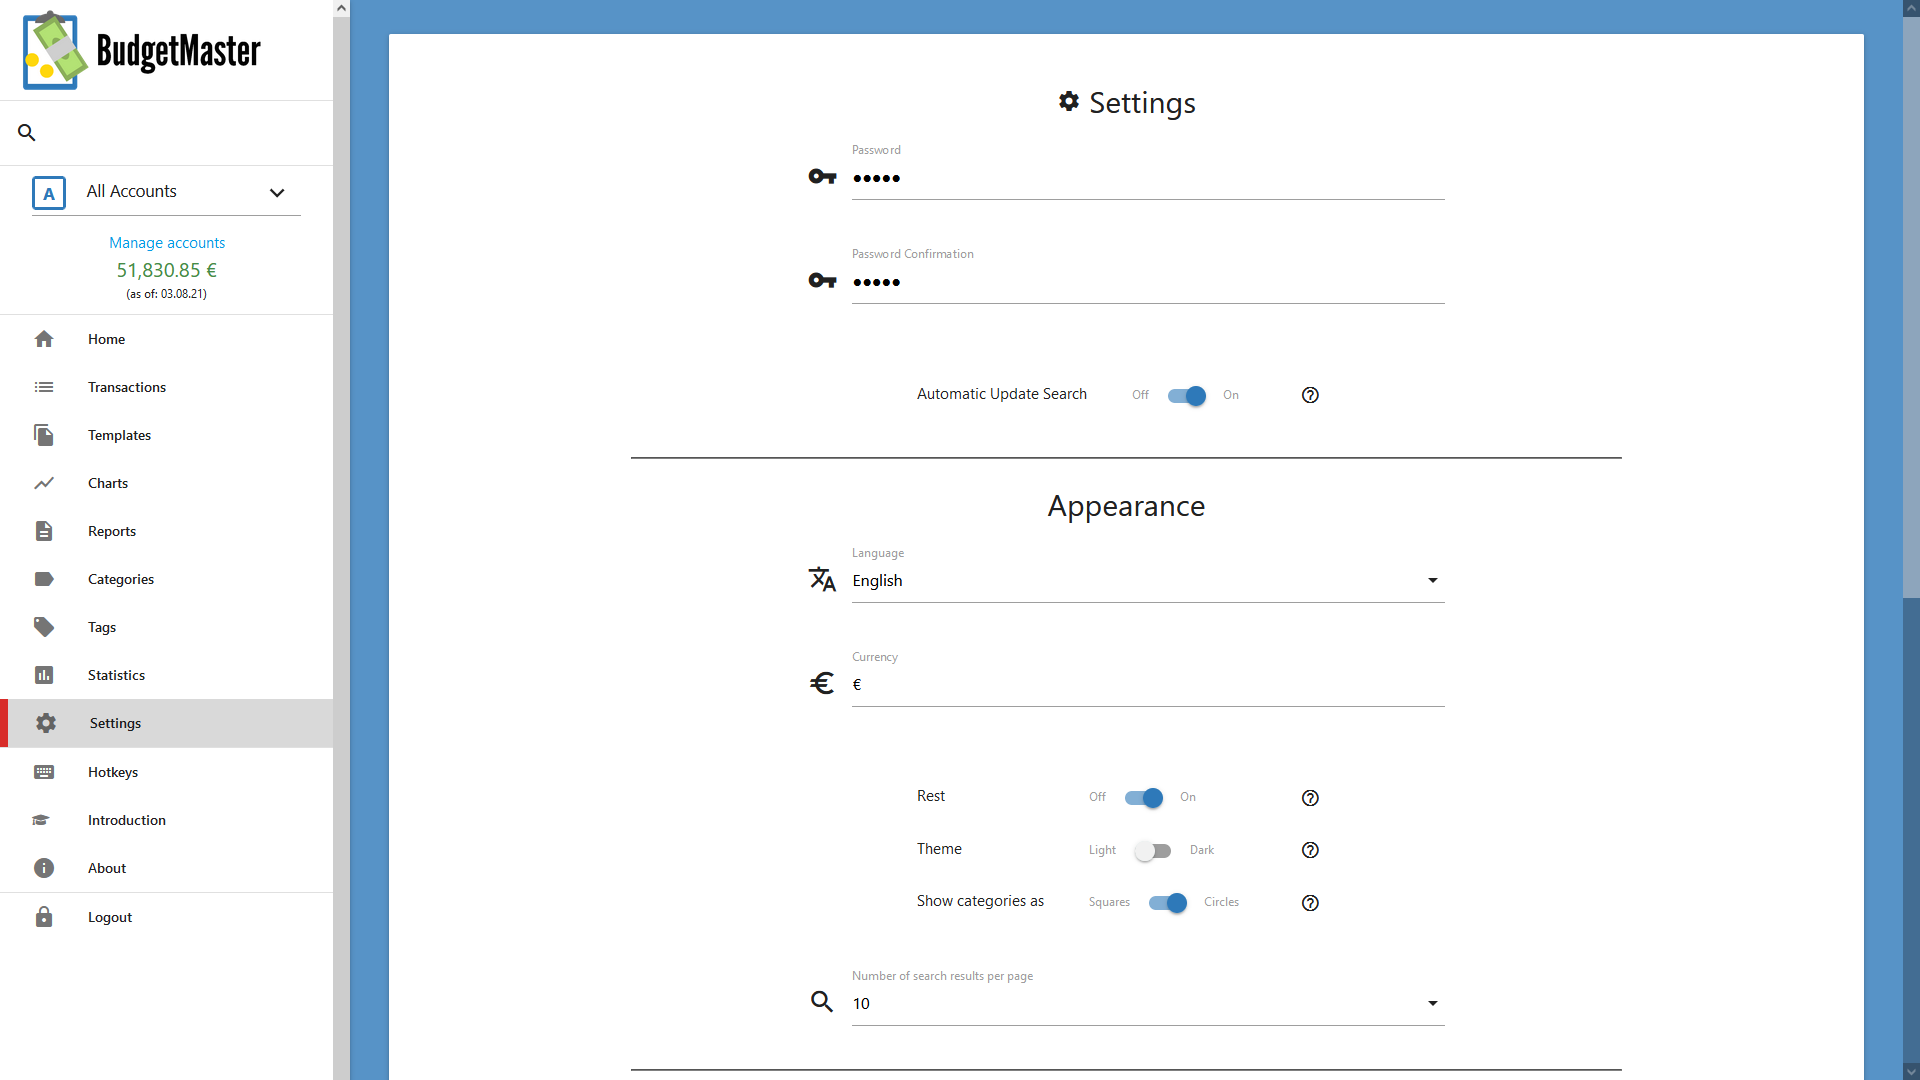 BudgetMaster
A
All Accounts
Manage accounts
51,830.85 €
(as of: 03.08.21)
Home
Transactions
Templates
Charts
Reports
Categories
Tags
Statistics
Settings
Hotkeys
Introduction
About
Logout
Settings
Password
•••••
Password Confirmation
•••••
Automatic Update Search Off On
Appearance
Language
English
Currency
€
Rest Off On
Theme Light Dark
Show categories as Squares Circles
Number of search results per page
10